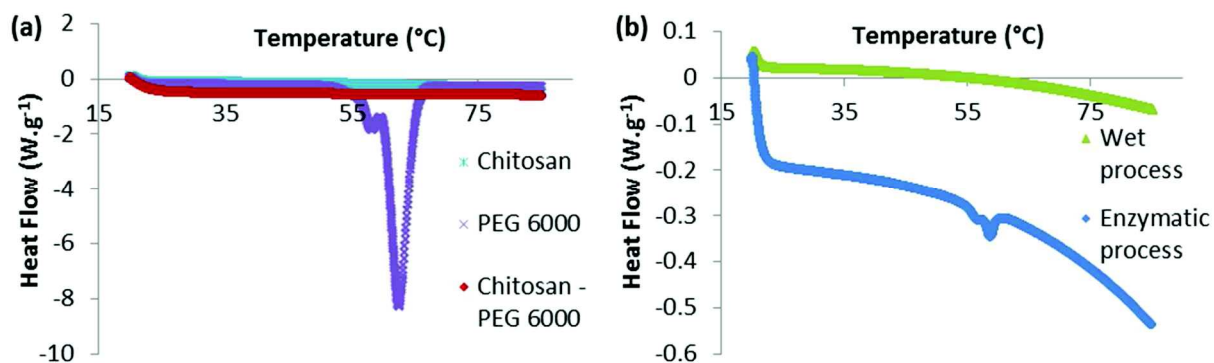 (a)
Temperature (°C)
Heat Flow (W.g⁻¹)
2
0
-2
-4
-6
-8
-10
15
35
55
75
Chitosan
PEG 6000
Chitosan -
PEG 6000
(b)
Temperature (°C)
Heat Flow (W.g⁻¹)
0.1
0
-0.1
-0.2
-0.3
-0.4
-0.5
-0.6
15
35
55
75
Wet
process
Enzymatic
process